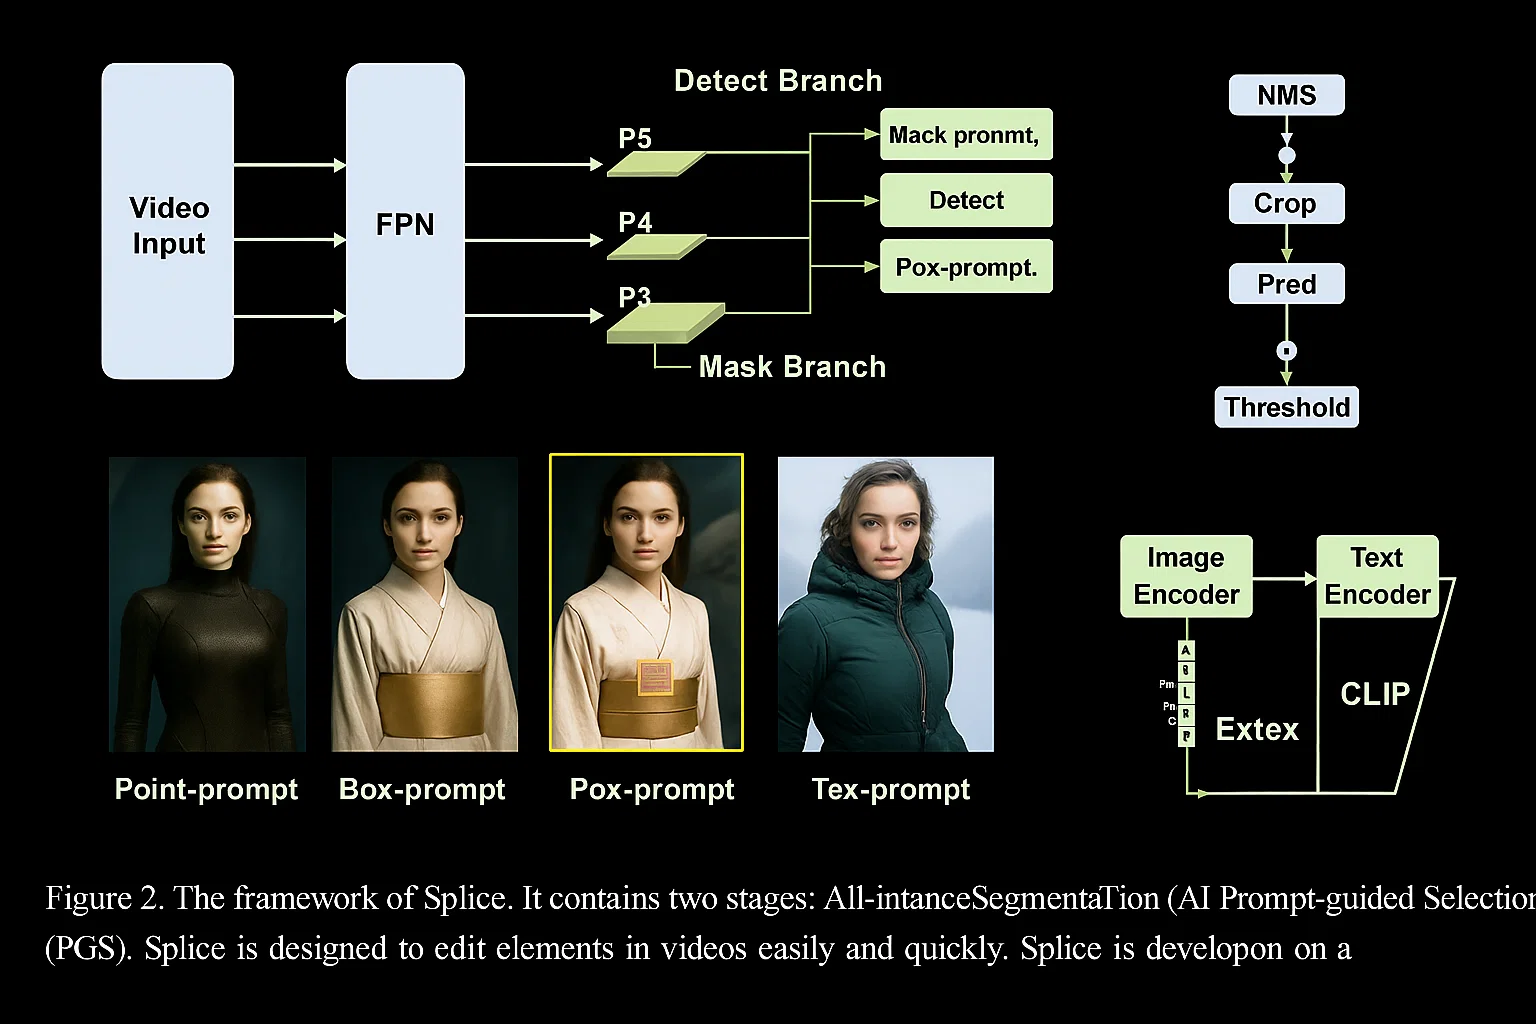 Detect Branch
Video
Input
FPN
P5
P4
P3
Mack pronmt,
Detect
Pox-prompt.
Mask Branch
NMS
Crop
Pred
Threshold
Point-prompt
Box-prompt
Pox-prompt
Tex-prompt
Image
Encoder
Text
Encoder
A
L
R
P
Pm
Pn
C
Extex
CLIP
Figure 2. The framework of Splice. It contains two stages: All-intanceSegmentaTion (AI Prompt-guided Selection
(PGS). Splice is designed to edit elements in videos easily and quickly. Splice is developon on a